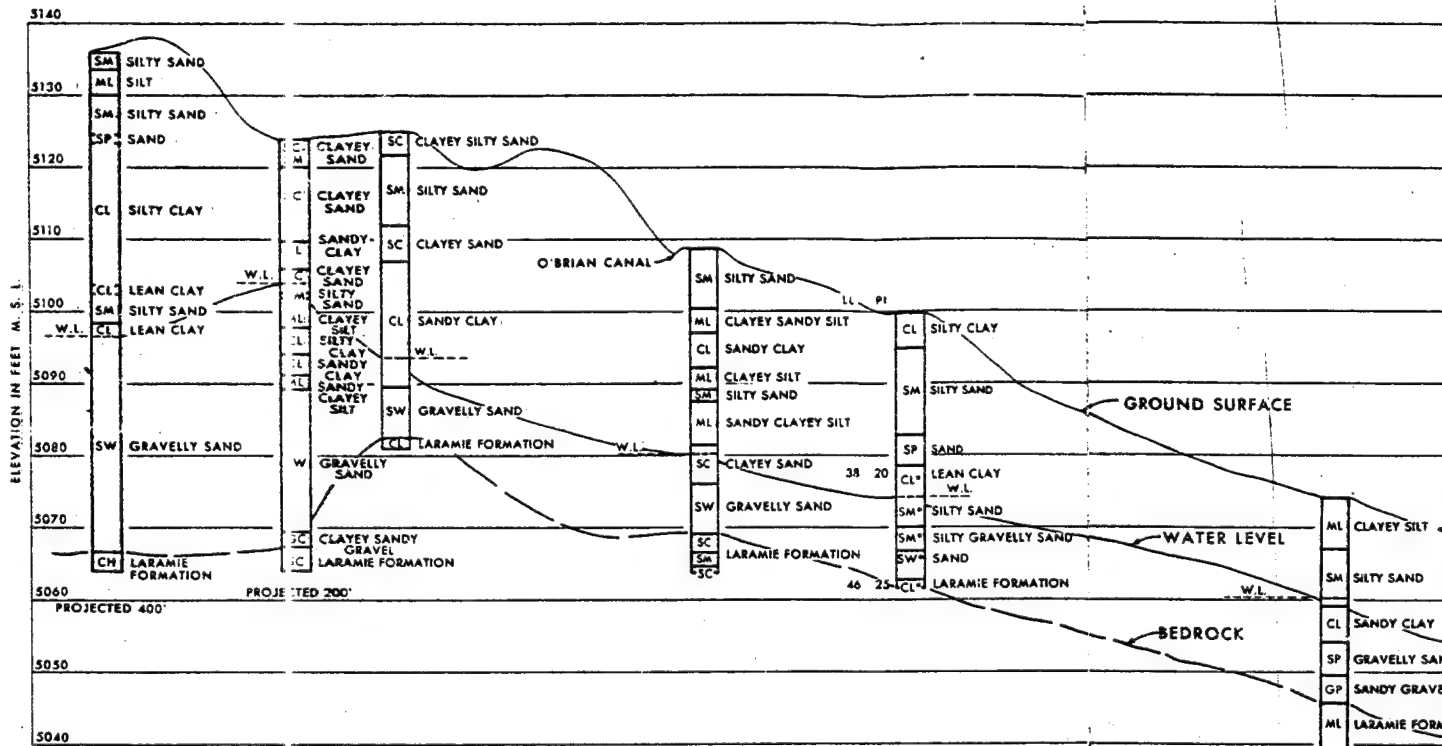 ELEVATION IN FEET M.S.L.
5140
5130
5120
5110
5100
5090
5080
5070
5060
5050
5040
SM SILTY SAND
ML SILT
SM SILTY SAND
SP SAND
CL SILTY CLAY
CL LEAN CLAY
SM SILTY SAND
W.L. CL LEAN CLAY
SW GRAVELLY SAND
CH LARAMIE
FORMATION
PROJECTED 400'
C CLAYEY
M SAND
C CLAYEY
SAND
L SANDY
CLAY
W.L. C CLAYEY
SAND
M SILTY
SAND
ML CLAYEY
SILT
CL SILTY
CLAY
CL SANDY
CLAY
ML SANDY
CLAYEY
SILT
W GRAVELLY
SAND
GC CLAYEY SANDY
GRAVEL
SC LARAMIE FORMATION
PROJECTED 200'
SC CLAYEY SILTY SAND
SM SILTY SAND
SC CLAYEY SAND
CL SANDY CLAY
W.L.
SW GRAVELLY SAND
CL LARAMIE FORMATION
O'BRIAN CANAL
SM SILTY SAND
ML CLAYEY SANDY SILT
CL SANDY CLAY
ML CLAYEY SILT
SM SILTY SAND
ML SANDY CLAYEY SILT
W.L.
SC CLAYEY SAND
SW GRAVELLY SAND
SC
SM LARAMIE FORMATION
SC
LL PI
CL SILTY CLAY
SM SILTY SAND
SP SAND
38 20 CL* LEAN CLAY
W.L.
SM* SILTY SAND
SM* SILTY GRAVELLY SAND
SW* SAND
46 25 CL* LARAMIE FORMATION
GROUND SURFACE
WATER LEVEL
BEDROCK
ML CLAYEY SILT
SM SILTY SAND
W.L.
CL SANDY CLAY
SP GRAVELLY SAN
GP SANDY GRAVE
ML LARAMIE FORM